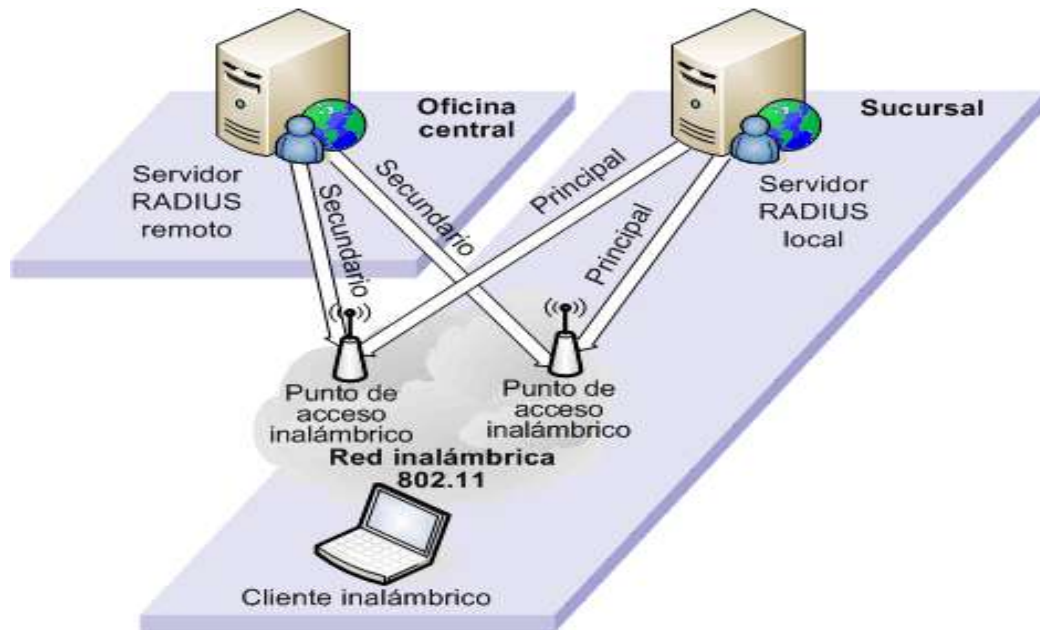 Oficina
central
Sucursal
Servidor
RADIUS
remoto
Secundario
Secundario
Principal
Principal
Servidor
RADIUS
local
Punto de
acceso
inalámbrico
Punto de
acceso
inalámbrico
Red inalámbrica
802.11
Cliente inalámbrico